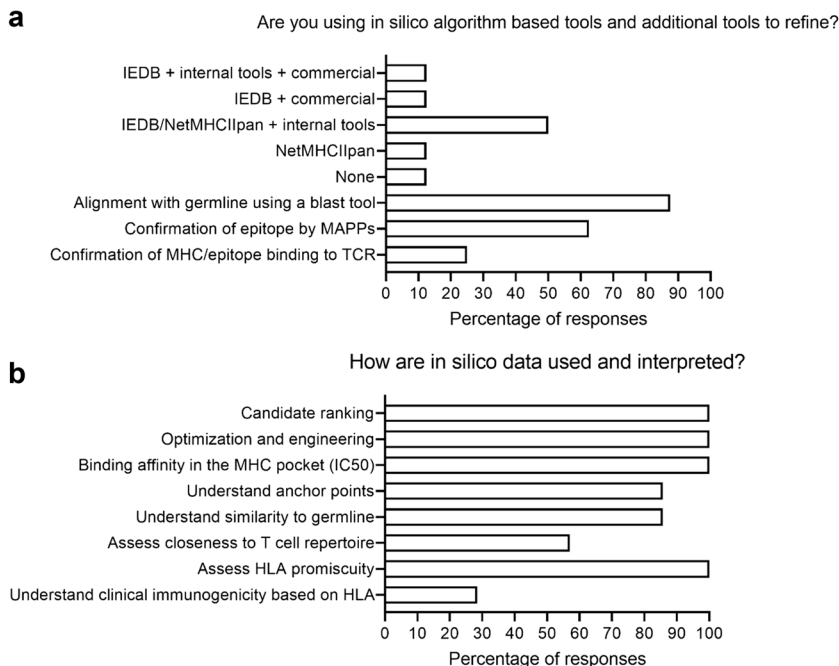 a
Are you using in silico algorithm based tools and additional tools to refine?
IEDB + internal tools + commercial
IEDB + commercial
IEDB/NetMHCIIpan + internal tools
NetMHCIIpan
None
Alignment with germline using a blast tool
Confirmation of epitope by MAPPs
Confirmation of MHC/epitope binding to TCR
0 10 20 30 40 50 60 70 80 90 100
Percentage of responses
b
How are in silico data used and interpreted?
Candidate ranking
Optimization and engineering
Binding affinity in the MHC pocket (IC50)
Understand anchor points
Understand similarity to germline
Assess closeness to T cell repertoire
Assess HLA promiscuity
Understand clinical immunogenicity based on HLA
0 10 20 30 40 50 60 70 80 90 100
Percentage of responses